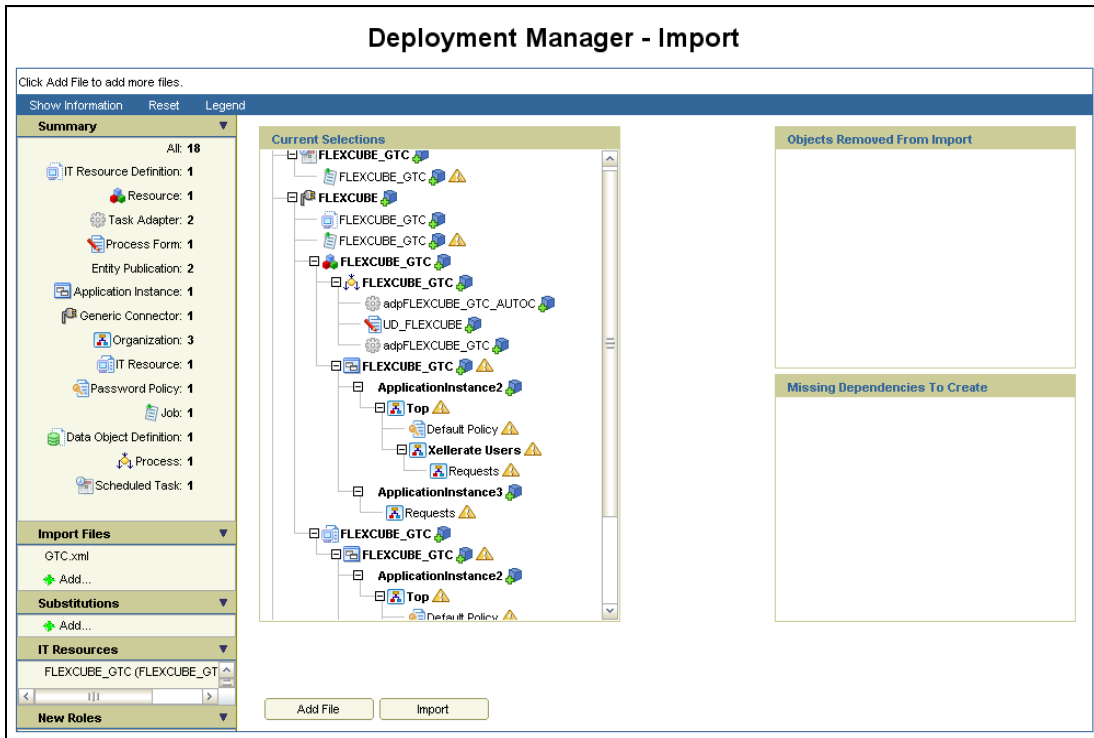 Deployment Manager - Import
Click Add File to add more files.
Show Information Reset Legend
Summary
All: 18
IT Resource Definition: 1
Resource: 1
Task Adapter: 2
Process Form: 1
Entity Publication: 2
Application Instance: 1
Generic Connector: 1
Organization: 3
IT Resource: 1
Password Policy: 1
Job: 1
Data Object Definition: 1
Process: 1
Scheduled Task: 1
Import Files
GTC.xml
Add...
Substitutions
Add...
IT Resources
FLEXCUBE_GTC (FLEXCUBE_GT
New Roles
Current Selections
FLEXCUBE_GTC
FLEXCUBE_GTC
FLEXCUBE
FLEXCUBE_GTC
FLEXCUBE_GTC
FLEXCUBE_GTC
FLEXCUBE_GTC
adpFLEXCUBE_GTC_AUTOC
UD_FLEXCUBE
adpFLEXCUBE_GTC
FLEXCUBE_GTC
ApplicationInstance2
Top
Default Policy
Xellerate Users
Requests
ApplicationInstance3
Requests
FLEXCUBE_GTC
FLEXCUBE_GTC
ApplicationInstance2
Top
Default Policy
Add File
Import
Objects Removed From Import
Missing Dependencies To Create